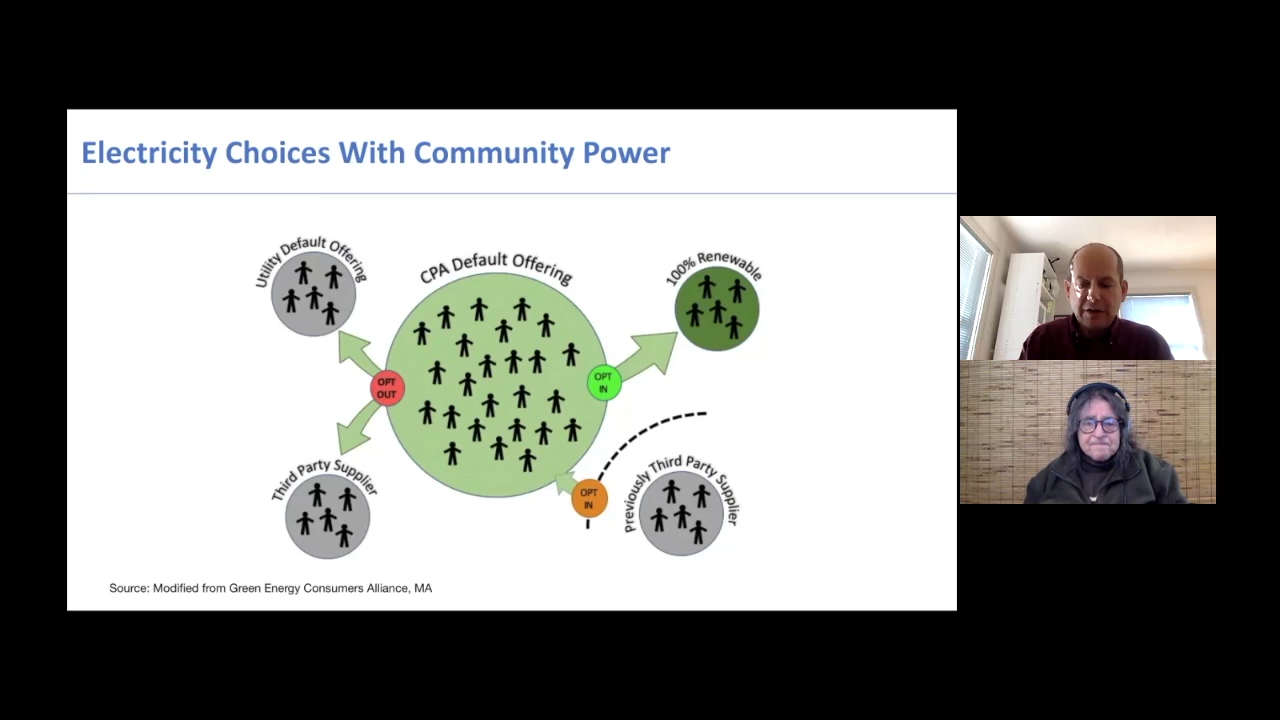 Electricity Choices With Community Power
Utility Default Offering
CPA Default Offering
100% Renewable
OPT
OUT
OPT
IN
Third Party Supplier
OPT
IN
Previously Third Party Supplier
Source: Modified from Green Energy Consumers Alliance, MA